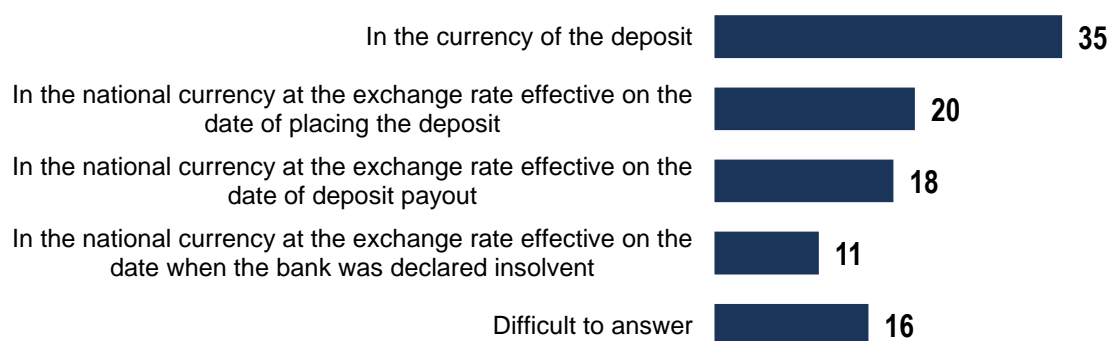 In the currency of the deposit 35
In the national currency at the exchange rate effective on the
date of placing the deposit
20
In the national currency at the exchange rate effective on the
date of deposit payout
18
In the national currency at the exchange rate effective on the
date when the bank was declared insolvent
11
Difficult to answer 16